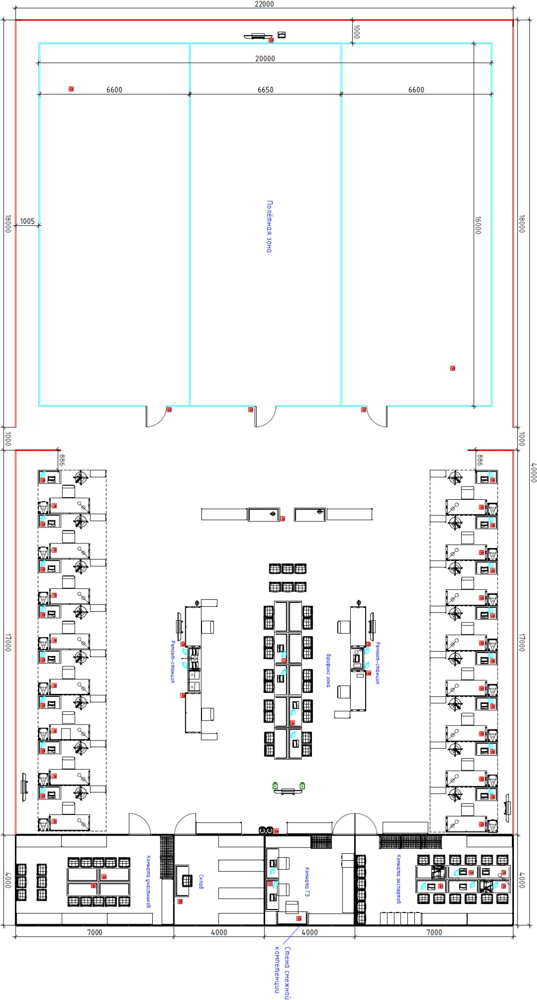 22000
1000
20000
6600
6650
6600
Полётная зона
16000
18000
1005
18000
1000
1000
886
886
40000
17000
17000
Ремонт-станция
Брифинг зона
Ремонт-станция
4000
Комната участников
Склад
Комната ГЭ
Комната экспертов
4000
7000
4000
4000
7000
Стена смежной
компетенции